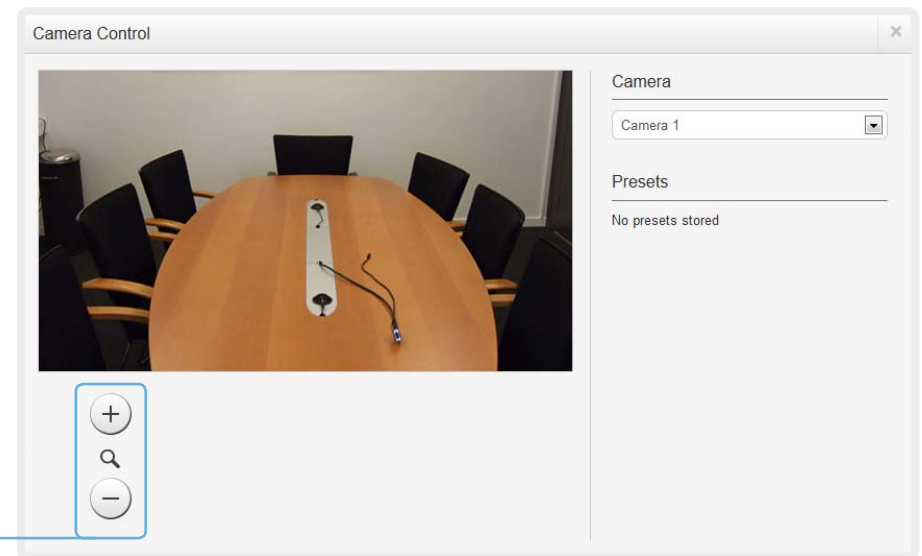 Camera Control
Camera
Camera 1
Presets
No presets stored